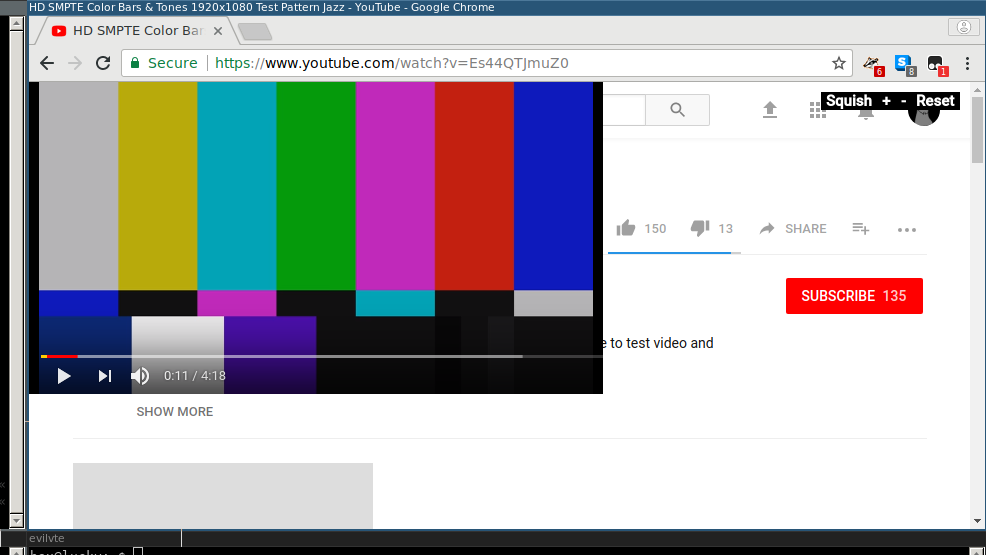 HD SMPTE Color Bars & Tones 1920x1080 Test Pattern Jazz - YouTube - Google Chrome
HD SMPTE Color Bar
Secure https://www.youtube.com/watch?v=Es44QTJmuZ0
6 8 1
Squish + - Reset
150 13 SHARE
SUBSCRIBE 135
e to test video and
0:11 / 4:18
SHOW MORE
evilvte